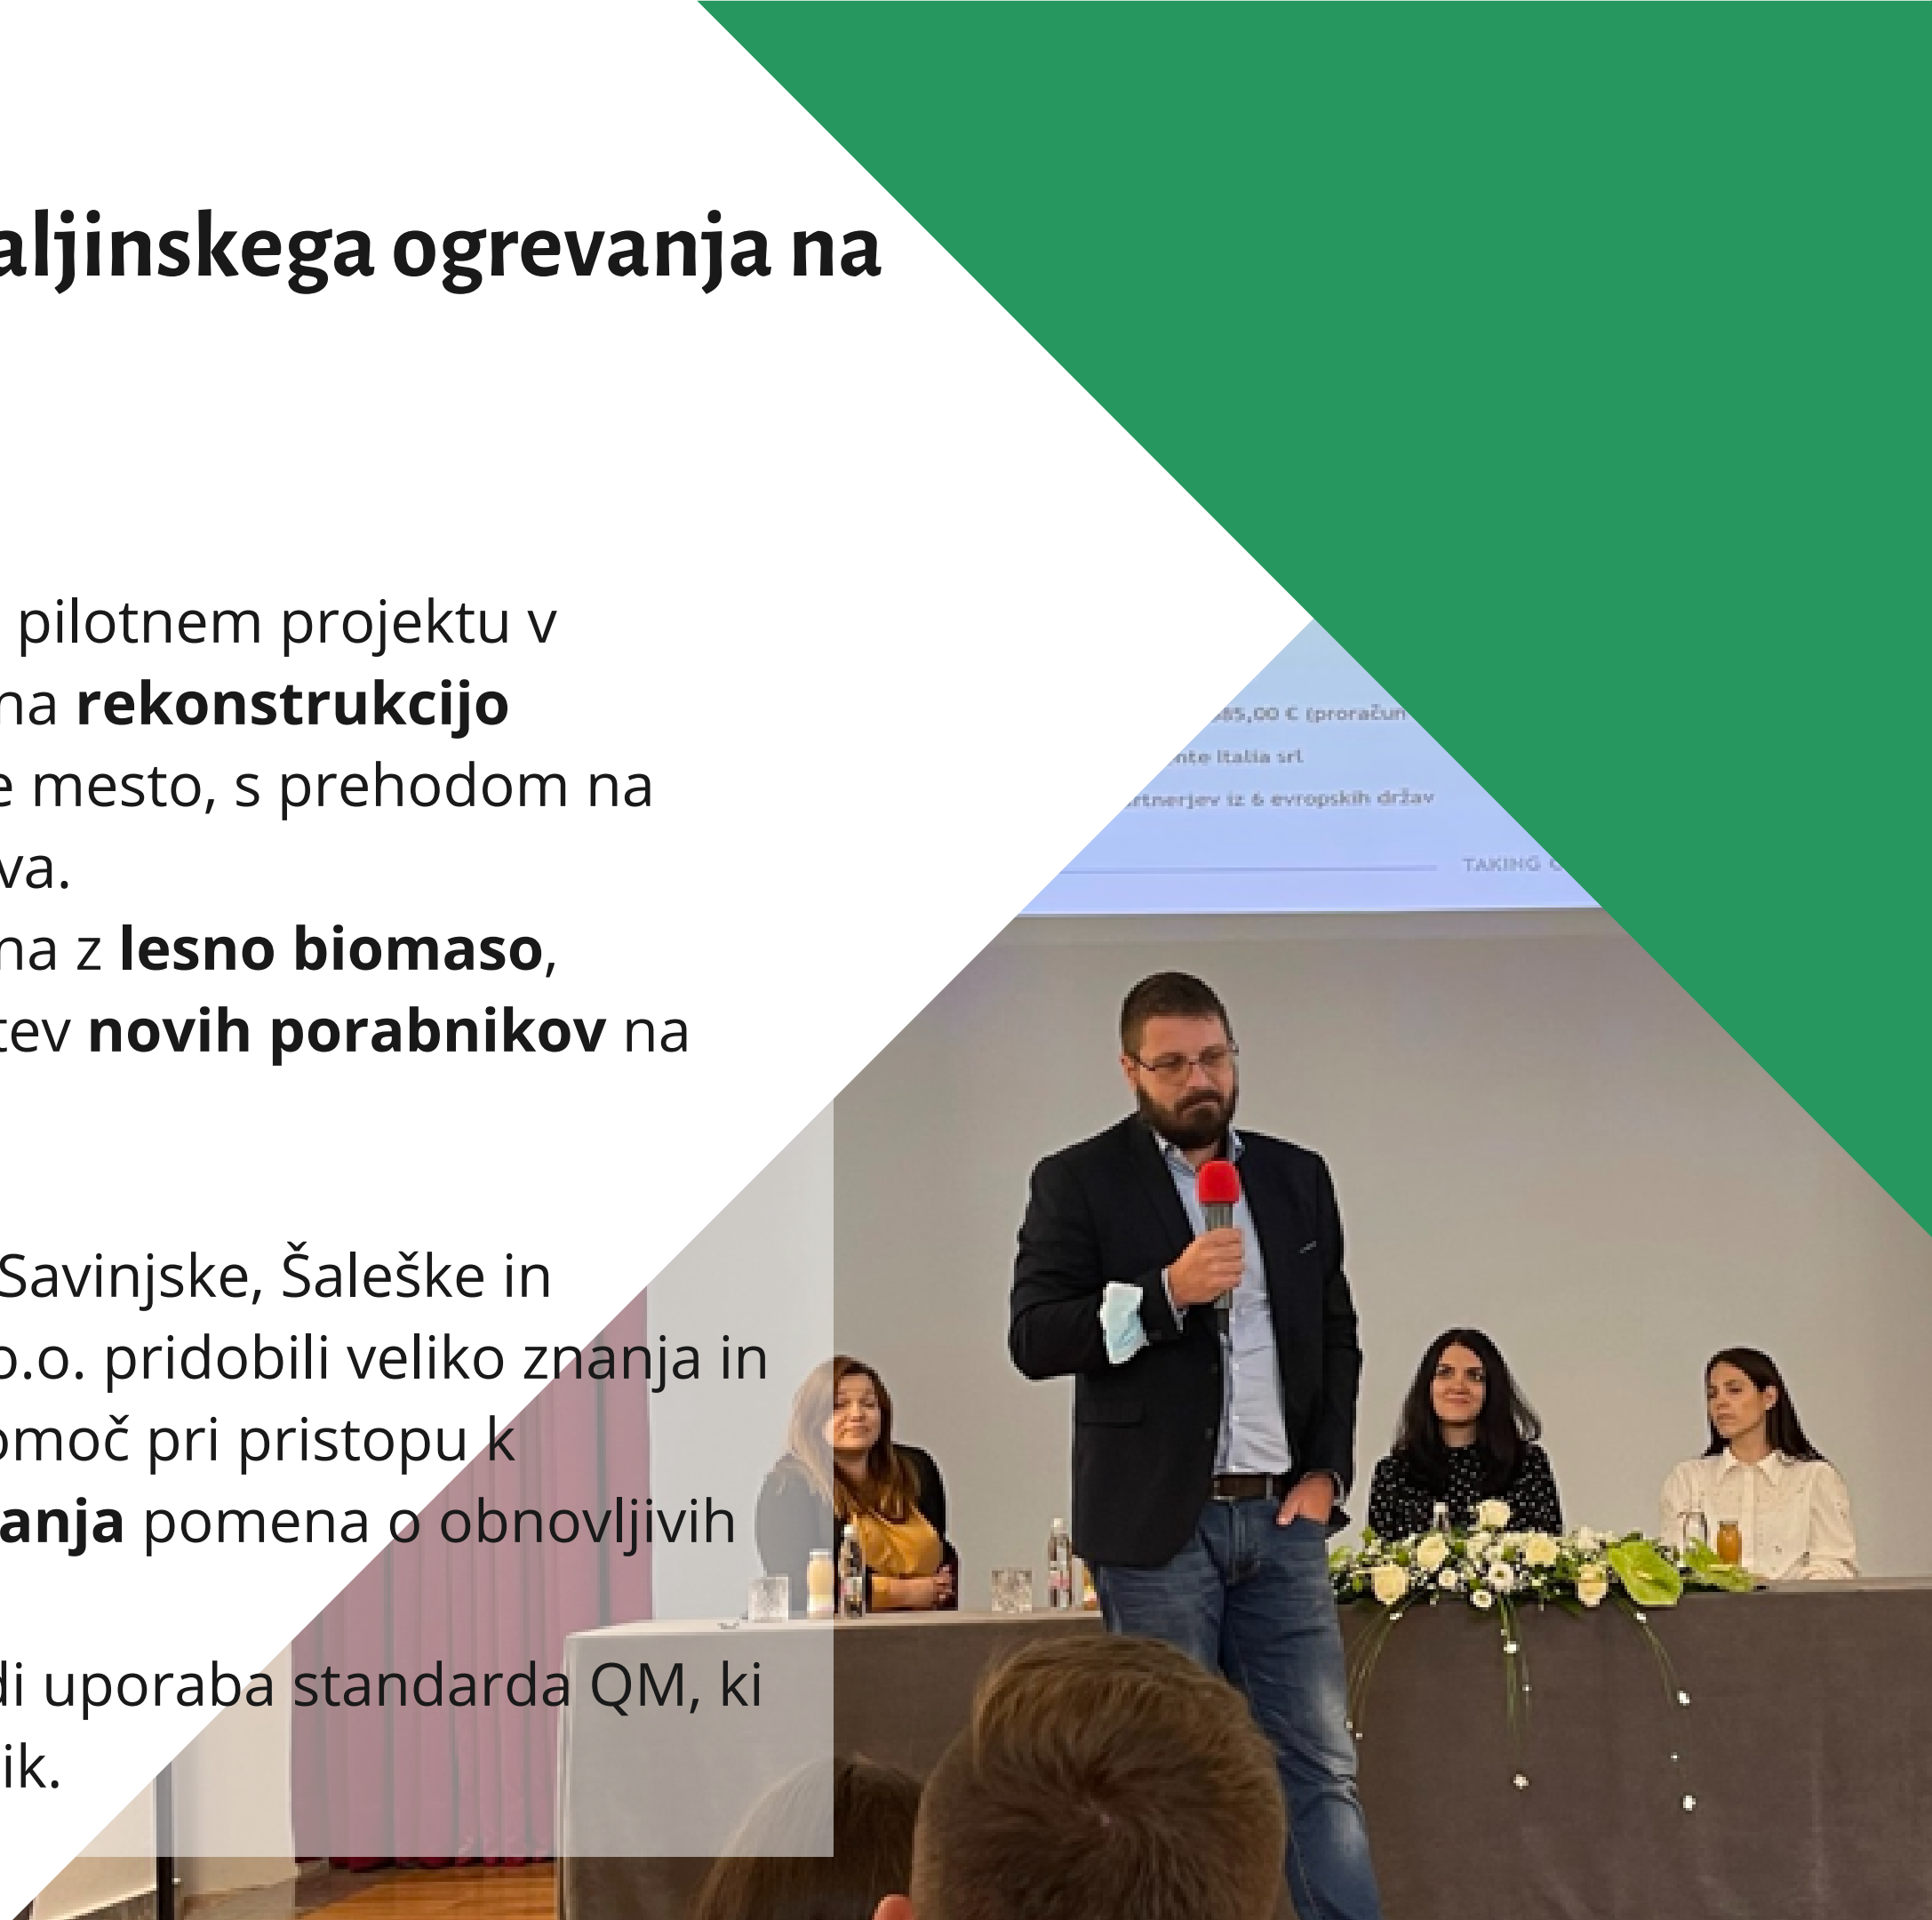 aljinskega ogrevanja na
pilotnem projektu v
na rekonstrukcijo
e mesto, s prehodom na
va.
na z lesno biomaso,
tev novih porabnikov na
Savinjske, Šaleške in
o.o. pridobili veliko znanja in
omoč pri pristopu k
anja pomena o obnovljivih
di uporaba standarda QM, ki
ik.
85,00 € (proračun
nte Italia srl
rtnerjev iz 6 evropskih držav
TAKING